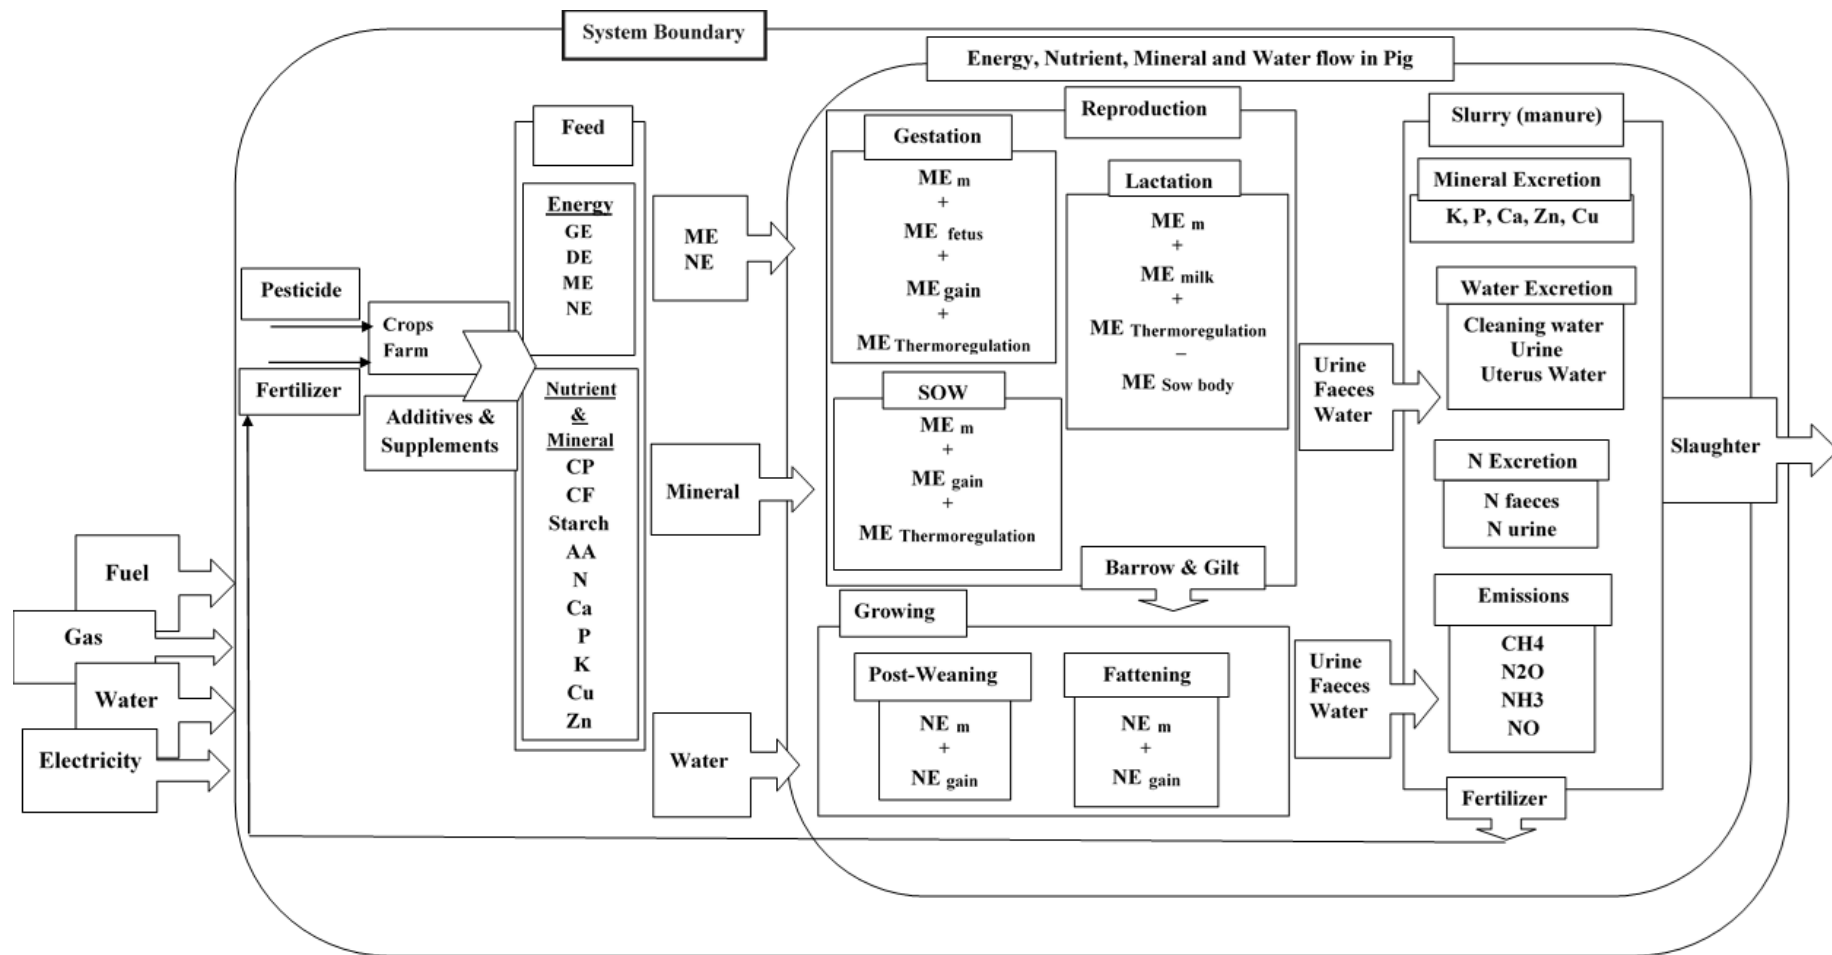 System Boundary
Energy, Nutrient, Mineral and Water flow in Pig
Pesticide
Fertilizer
Crops
Farm
Additives &
Supplements
Fuel
Gas
Water
Electricity
Feed
Energy
GE
DE
ME
NE
Nutrient
&
Mineral
CP
CF
Starch
AA
N
Ca
P
K
Cu
Zn
ME
NE
Mineral
Water
Reproduction
Gestation
ME m
+
ME fetus
+
ME gain
+
ME Thermoregulation
Lactation
ME m
+
ME milk
+
ME Thermoregulation
–
ME Sow body
SOW
ME m
+
ME gain
+
ME Thermoregulation
Barrow & Gilt
Growing
Post-Weaning
NE m
+
NE gain
Fattening
NE m
+
NE gain
Urine
Faeces
Water
Urine
Faeces
Water
Slurry (manure)
Mineral Excretion
K, P, Ca, Zn, Cu
Water Excretion
Cleaning water
Urine
Uterus Water
N Excretion
N faeces
N urine
Emissions
CH4
N2O
NH3
NO
Fertilizer
Slaughter